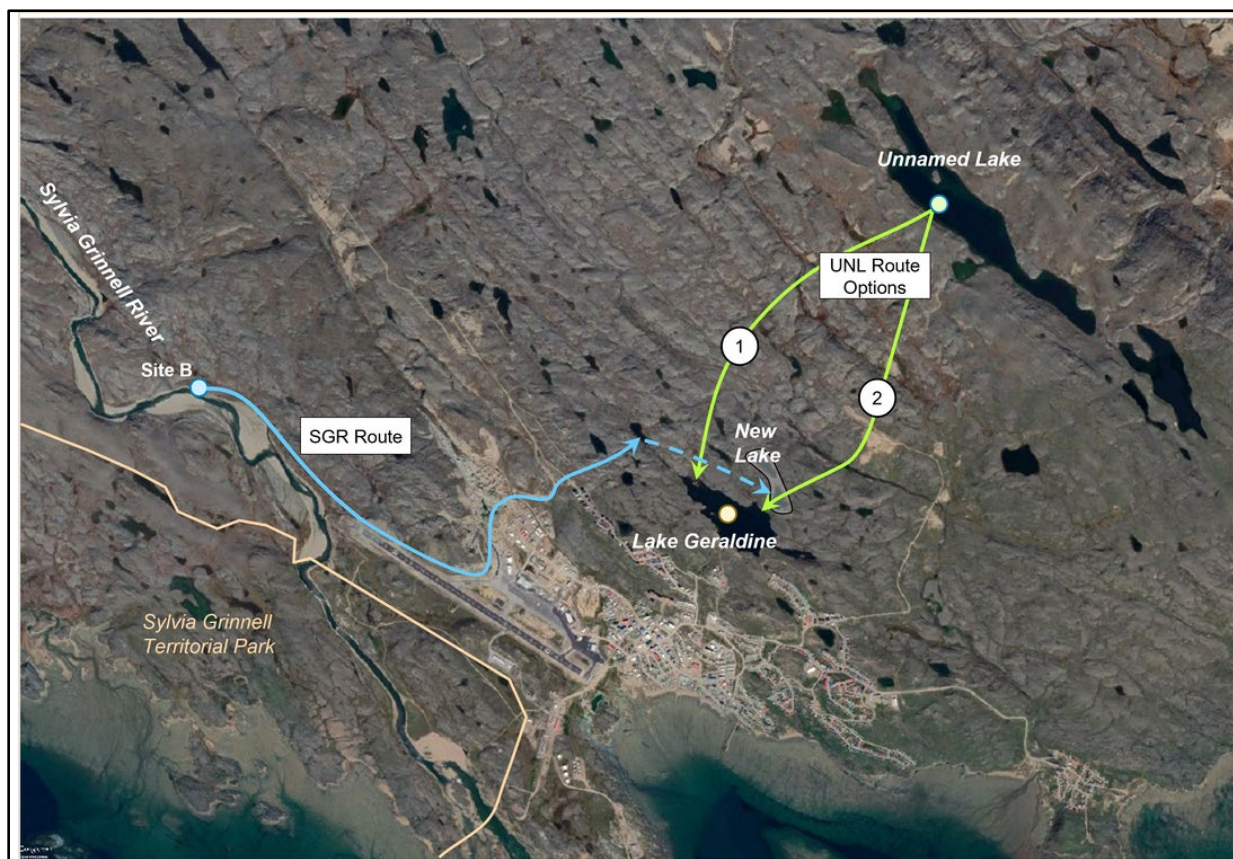 Unnamed Lake
Sylvia Grinnell River
UNL Route
Options
1
Site B
2
SGR Route
New
Lake
Lake Geraldine
Sylvia Grinnell
Territorial Park